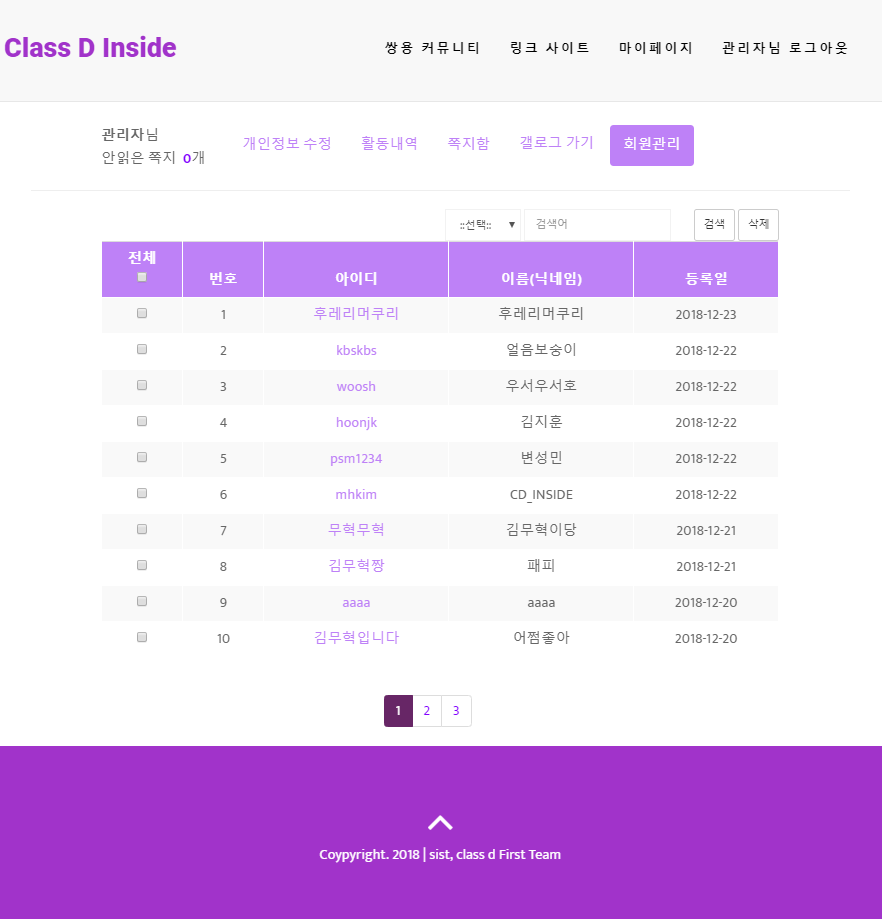 Class D Inside 쌍용 커뮤니티 링크 사이트 마이페이지 관리자님 로그아웃
관리자님
안읽은 쪽지 0개
개인정보 수정 활동내역 쪽지함 갤로그 가기 회원관리
::선택:: ▼ 검색어 검색 삭제
전체 번호 아이디 이름(닉네임) 등록일
1 후레리머쿠리 후레리머쿠리 2018-12-23
2 kbskbs 얼음보숭이 2018-12-22
3 woosh 우서우서호 2018-12-22
4 hoonjk 김지훈 2018-12-22
5 psm1234 변성민 2018-12-22
6 mhkim CD_INSIDE 2018-12-22
7 무혁무혁 김무혁이당 2018-12-21
8 김무혁짱 패피 2018-12-21
9 aaaa aaaa 2018-12-20
10 김무혁입니다 어쩜좋아 2018-12-20
1 2 3
Coypyright. 2018 | sist, class d First Team